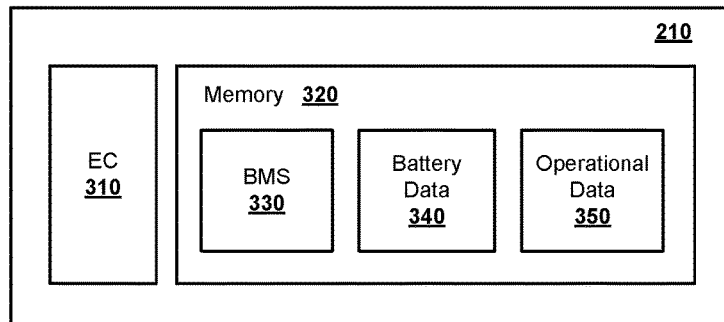 210
Memory 320
EC
310
BMS
330
Battery
Data
340
Operational
Data
350